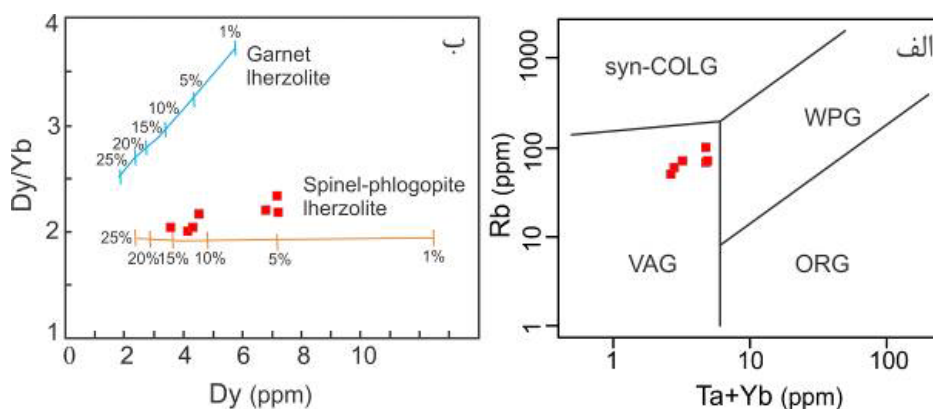 ب.
Garnet
lherzolite
1%
5%
10%
15%
20%
25%
Spinel-phlogopite
lherzolite
25%
20%
15%
10%
5%
1%
4
3
2
1
0
2
4
6
8
10
Dy/Yb
Dy (ppm)
الف
syn-COLG
WPG
VAG
ORG
1000
100
10
1
1
10
100
Rb (ppm)
Ta+Yb (ppm)